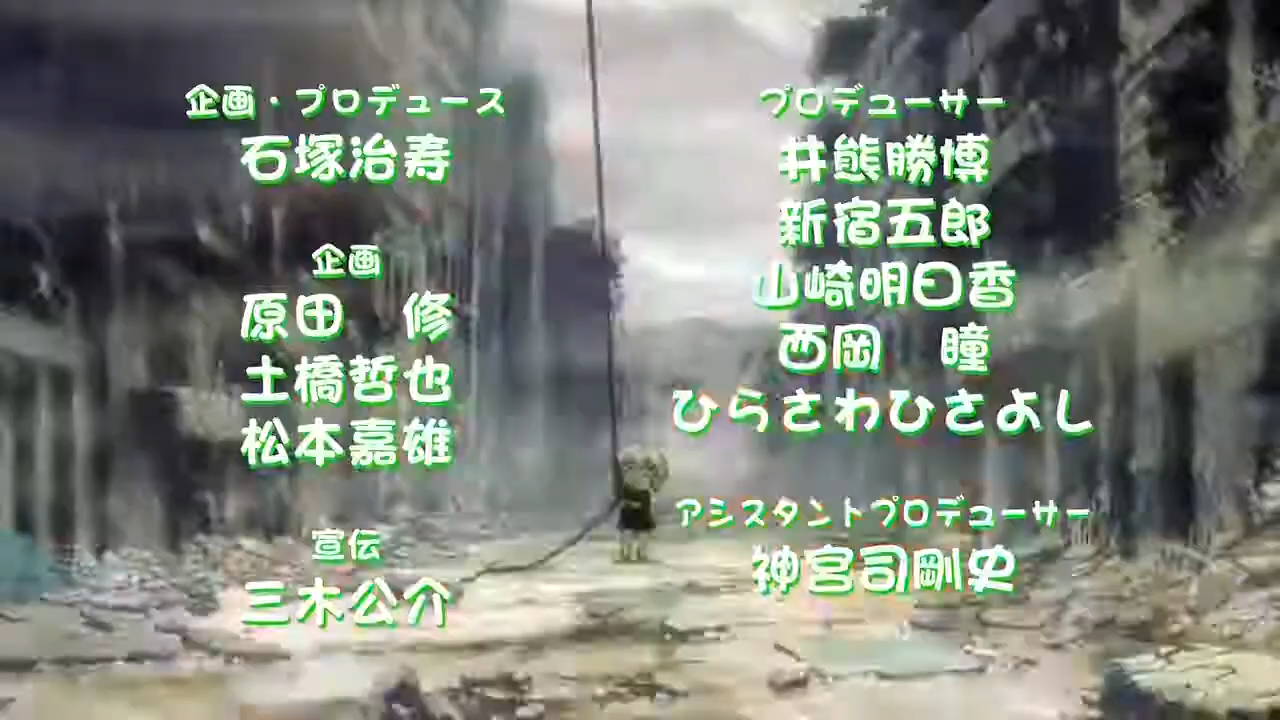 企画・プロデュース
石塚治寿
企画
原田　修
土橋哲也
松本嘉雄
宣伝
三木公介
プロデューサー
井熊勝博
新宿五郎
山崎明日香
西岡　瞳
ひらさわひさよし
アシスタントプロデューサー
神宮司剛史